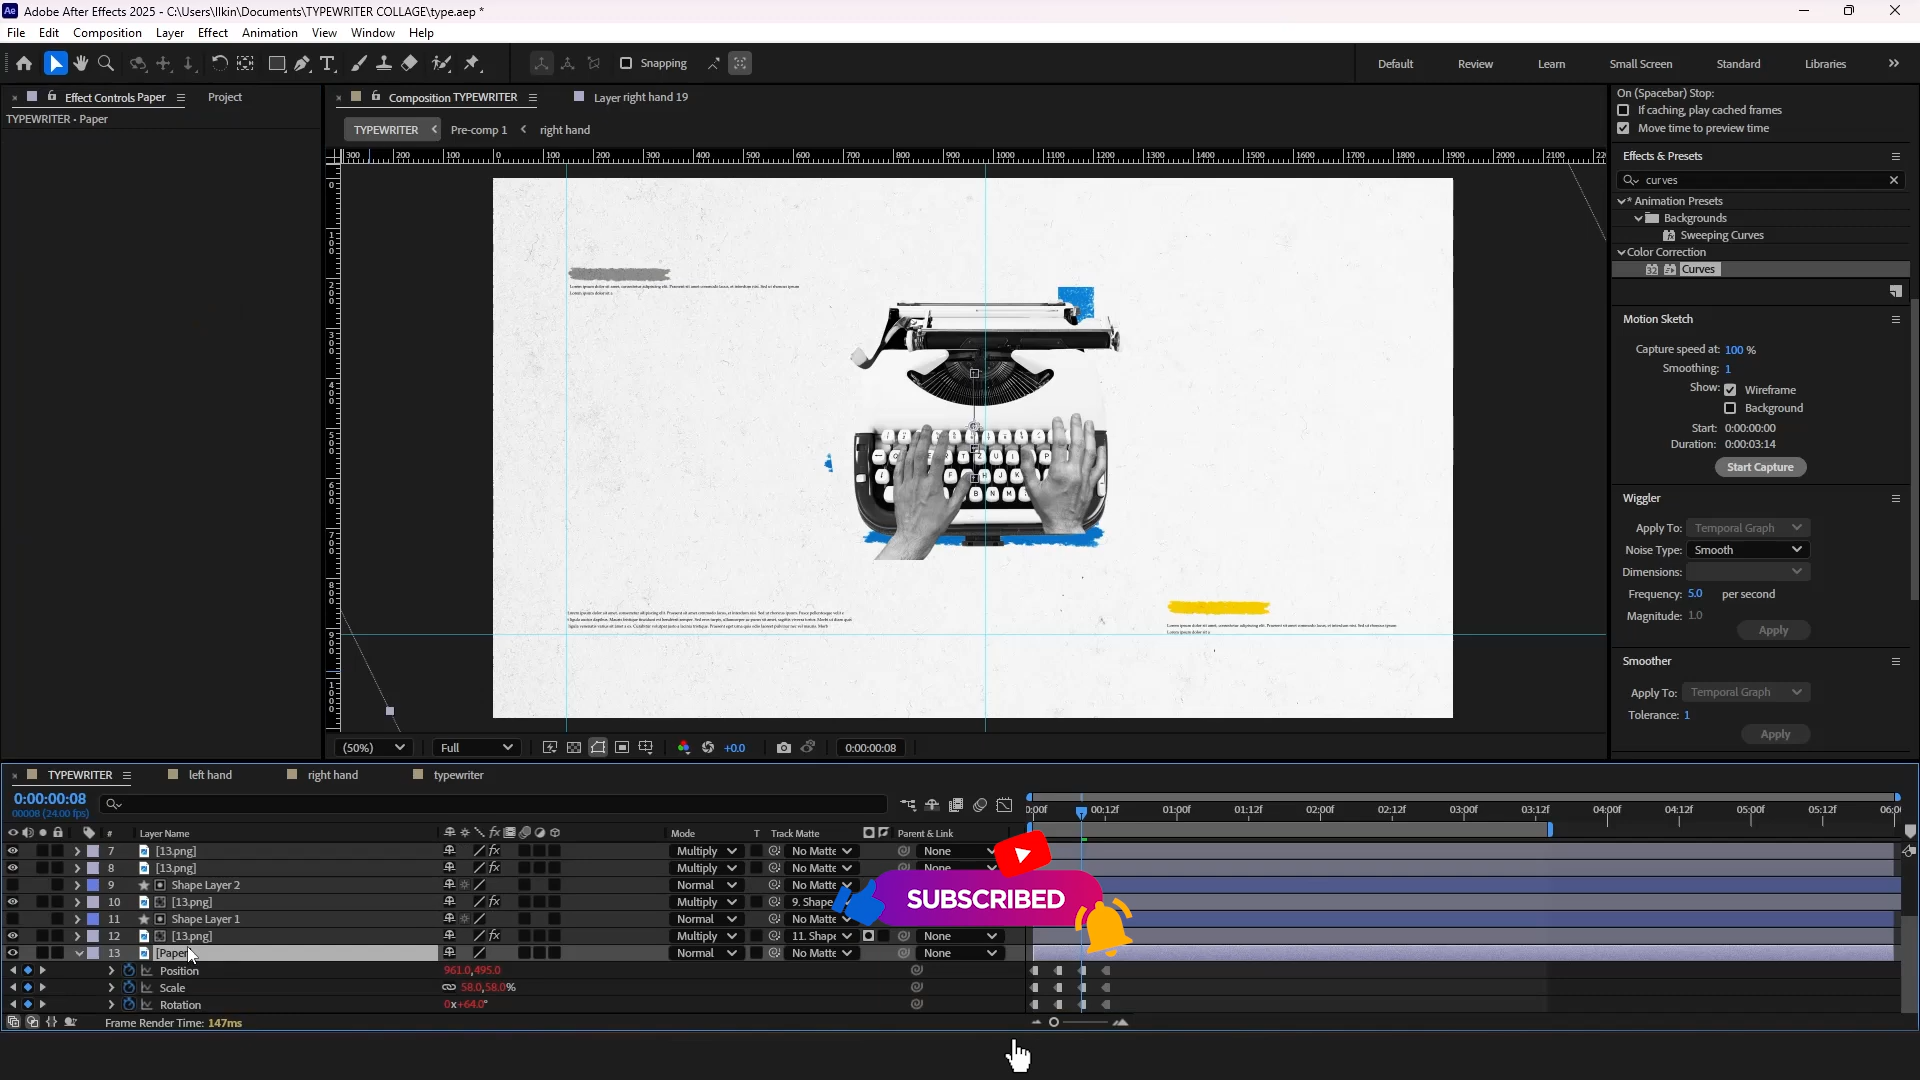 Adobe After Effects 2025 - C:\Users\Ilkin\Documents\TYPEWRITER COLLAGE\type.aep *
File Edit Composition Layer Effect Animation View Window Help
Snapping
Default Review Learn Small Screen Standard Libraries
Effect Controls Paper Project
TYPEWRITER • Paper
Composition TYPEWRITER Layer right hand 19
TYPEWRITER Pre-comp 1 right hand
On (Spacebar) Stop:
If caching, play cached frames
Move time to preview time
Effects & Presets
curves
* Animation Presets
Backgrounds
Sweeping Curves
Color Correction
Curves
Motion Sketch
Capture speed at: 100 %
Smoothing: 1
Show: Wireframe
Background
Start: 0:00:00:00
Duration: 0:00:03:14
Start Capture
Wiggler
Apply To: Temporal Graph
Noise Type: Smooth
Dimensions:
Frequency: 5.0 per second
Magnitude: 1.0
Apply
Smoother
Apply To: Temporal Graph
Tolerance: 1
Apply
(50%) Full +0.0 0:00:00:08
TYPEWRITER left hand right hand typewriter
0:00:00:08
00008 (24.00 fps)
# Layer Name Mode T Track Matte Parent & Link
0:00f 00:12f 01:00f 01:12f 02:00f 02:12f 03:00f 03:12f 04:00f 04:12f 05:00f 05:12f 06:0
7 [13.png] Multiply No Matte None
8 [13.png] Multiply No Matte None
9 Shape Layer 2 Normal No Matte
10 [13.png] Multiply 9. Shape
11 Shape Layer 1 Normal No Matte
12 [13.png] Multiply 11. Shape None
13 [Paper Normal No Matte None
Position 961.0,495.0
Scale 58.0,58.0%
Rotation 0x+64.0°
Frame Render Time: 147ms
SUBSCRIBED